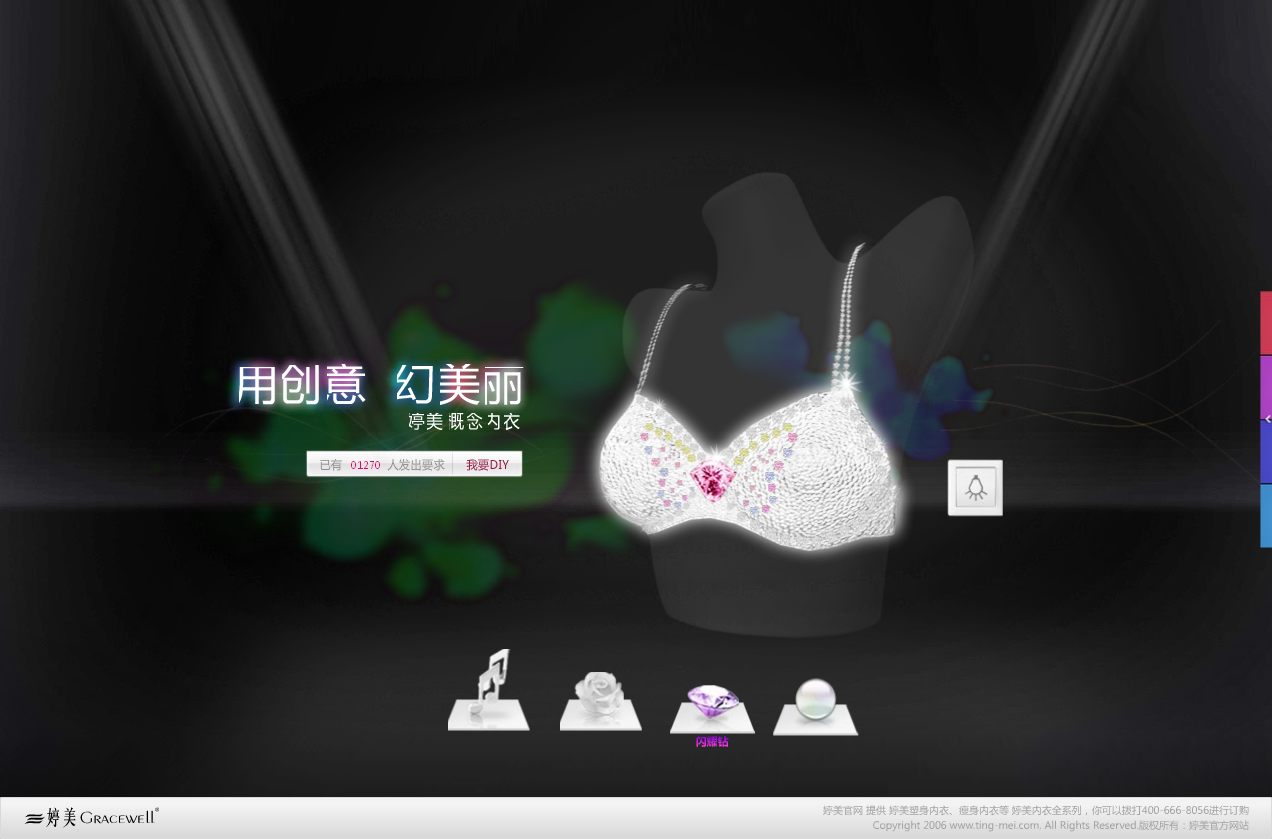 用创意 幻美丽
婷美 概念内衣
已有 01270 人发出要求 我要DIY
闪耀钻
婷美 GRACEWELL®
婷美官网 提供 婷美塑身内衣、瘦身内衣等 婷美内衣全系列，你可以拨打400-666-8056进行订购
Copyright 2006 www.ting-mei.com. All Rights Reserved.版权所有：婷美官方网站